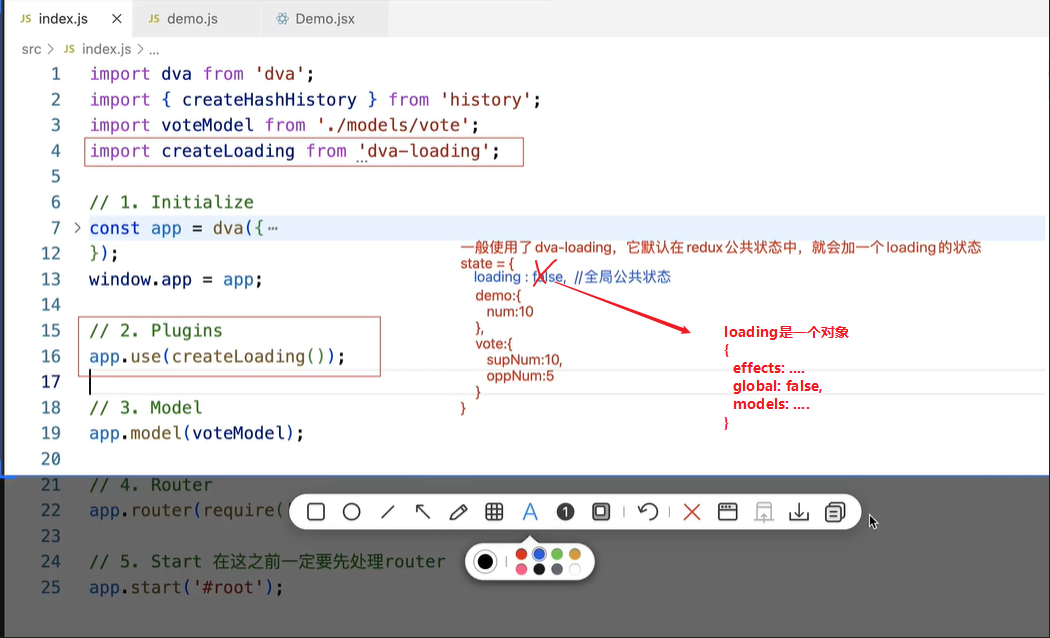 JS index.js × JS demo.js Demo.jsx
src > JS index.js > ...
1 import dva from 'dva';
2 import { createHashHistory } from 'history';
3 import voteModel from './models/vote';
4 import createLoading from 'dva-loading';
5
6 // 1. Initialize
7 > const app = dva({⋯
12 });
13 window.app = app;
14
15 // 2. Plugins
16 app.use(createLoading());
17
18 // 3. Model
19 app.model(voteModel);
20
21 // 4. Router
22 app.router(require('
23
24 // 5. Start 在这之前一定要先处理router
25 app.start('#root');
一般使用了dva-loading，它默认在redux公共状态中，就会加一个loading的状态
state = {
loading : false, //全局公共状态
demo:{
num:10
},
vote:{
supNum:10,
oppNum:5
}
}
loading是一个对象
{
effects: ....
global: false,
models: ....
}
A 1